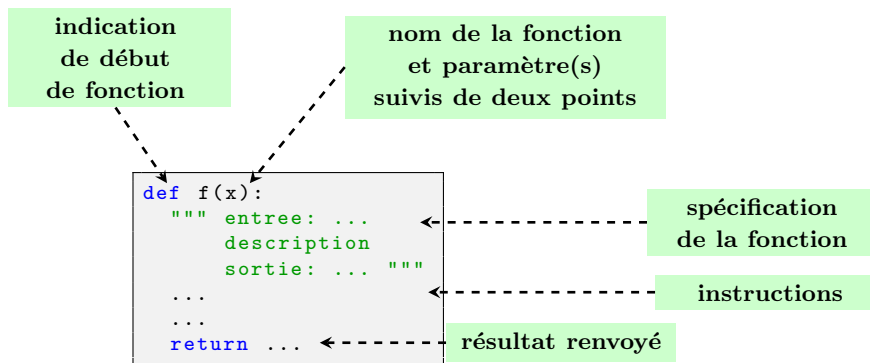 indication
de début
de fonction
nom de la fonction
et paramètre(s)
suivis de deux points
def f(x):
""" entree: ...
description
sortie: ... """
...
...
return ...
spécification
de la fonction
instructions
résultat renvoyé